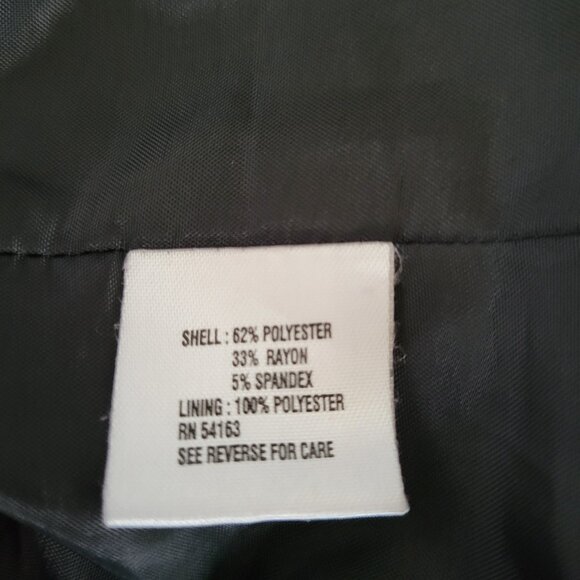 SHELL : 62% POLYESTER
33% RAYON
5% SPANDEX
LINING : 100% POLYESTER
RN 54163
SEE REVERSE FOR CARE